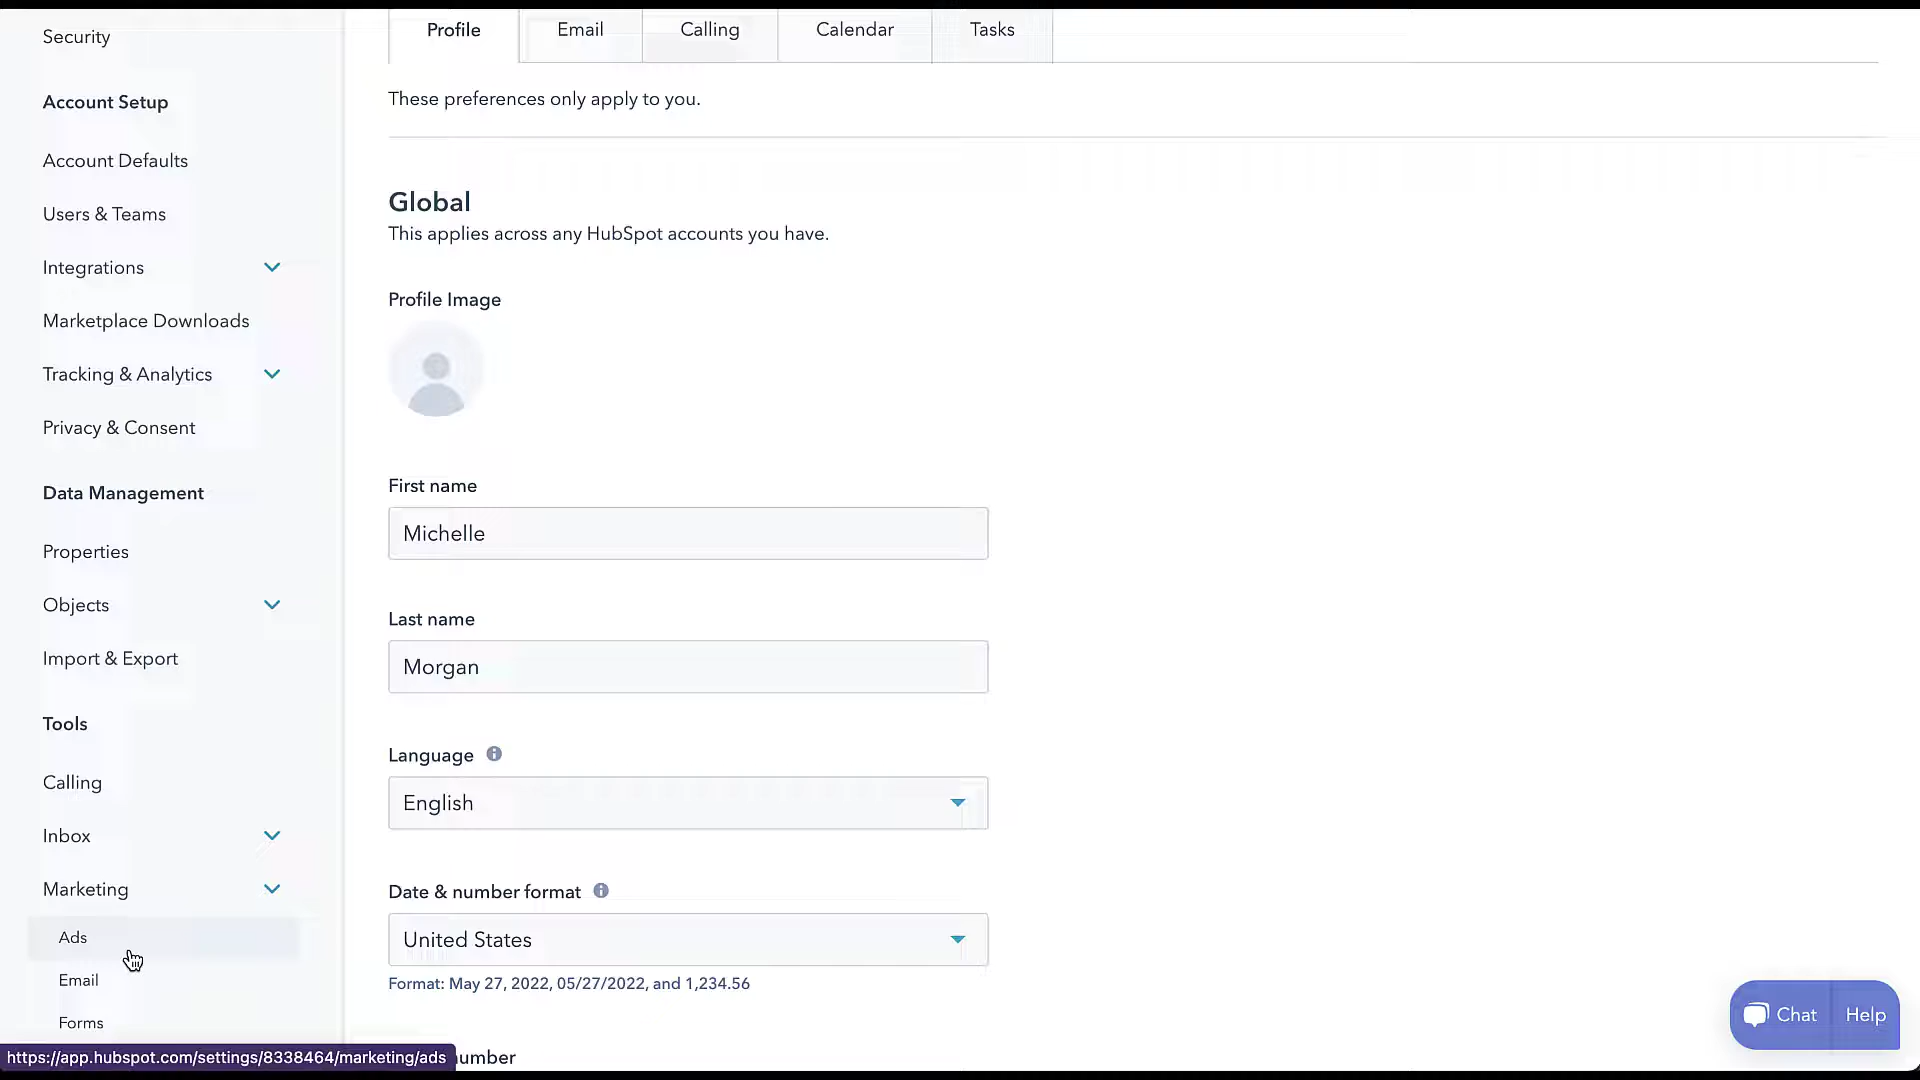 Security
Account Setup
Account Defaults
Users & Teams
Integrations
Marketplace Downloads
Tracking & Analytics
Privacy & Consent
Data Management
Properties
Objects
Import & Export
Tools
Calling
Inbox
Marketing
Ads
Email
Forms
https://app.hubspot.com/settings/8338464/marketing/ads
Profile Email Calling Calendar Tasks
These preferences only apply to you.
Global
This applies across any HubSpot accounts you have.
Profile Image
First name
Michelle
Last name
Morgan
Language
English
Date & number format
United States
Format: May 27, 2022, 05/27/2022, and 1,234.56
Chat Help